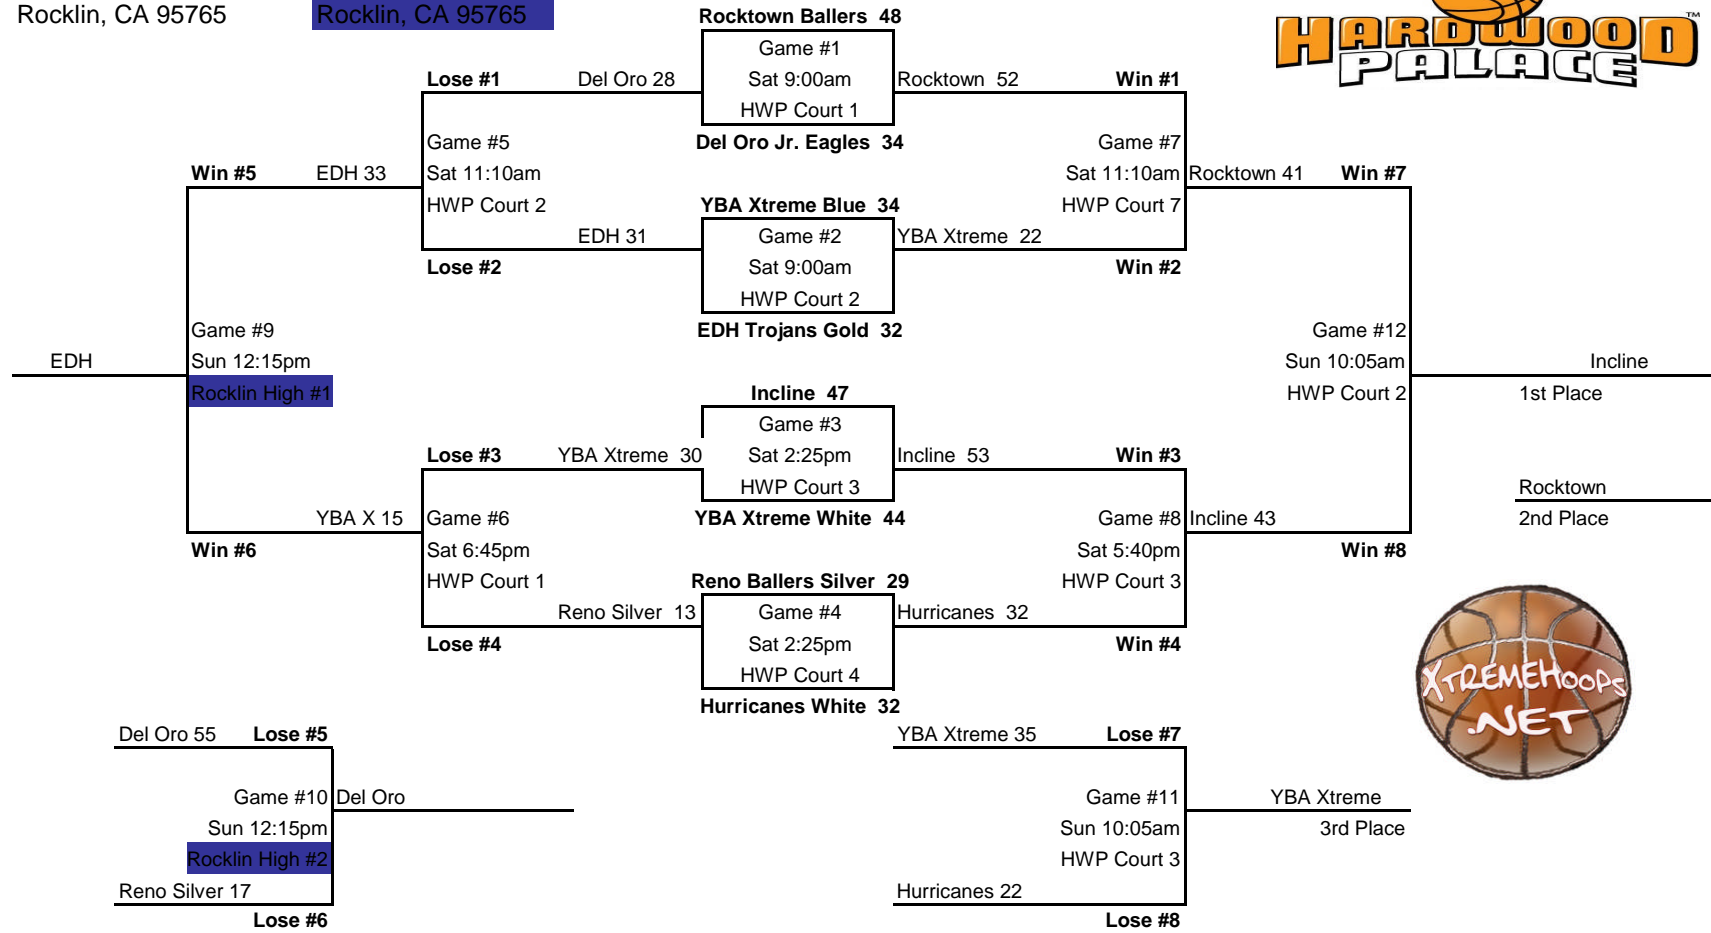 Rocklin, CA 95765
Rocklin, CA 95765
HARDWOOD™
PALACE
Rocktown Ballers 48
Game #1
Lose #1 Del Oro 28 Sat 9:00am Rocktown 52 Win #1
HWP Court 1
Game #5 Del Oro Jr. Eagles 34 Game #7
Win #5 EDH 33 Sat 11:10am Sat 11:10am Rocktown 41 Win #7
HWP Court 2 YBA Xtreme Blue 34 HWP Court 7
EDH 31 Game #2 YBA Xtreme 22
Lose #2 Sat 9:00am Win #2
HWP Court 2
Game #9 EDH Trojans Gold 32 Game #12
EDH Sun 12:15pm Sun 10:05am Incline
Rocklin High #1 Incline 47 HWP Court 2 1st Place
Game #3
Lose #3 YBA Xtreme 30 Sat 2:25pm Incline 53 Win #3
HWP Court 3 Rocktown
YBA X 15 Game #6 YBA Xtreme White 44 Game #8 Incline 43 2nd Place
Win #6 Sat 6:45pm Sat 5:40pm Win #8
HWP Court 1 Reno Ballers Silver 29 HWP Court 3
Reno Silver 13 Game #4 Hurricanes 32
Lose #4 Sat 2:25pm Win #4
HWP Court 4
Hurricanes White 32
XTREMEHOOPS
.NET
Del Oro 55 Lose #5 YBA Xtreme 35 Lose #7
Game #10 Del Oro Game #11 YBA Xtreme
Sun 12:15pm Sun 10:05am 3rd Place
Rocklin High #2 HWP Court 3
Reno Silver 17 Hurricanes 22
Lose #6 Lose #8